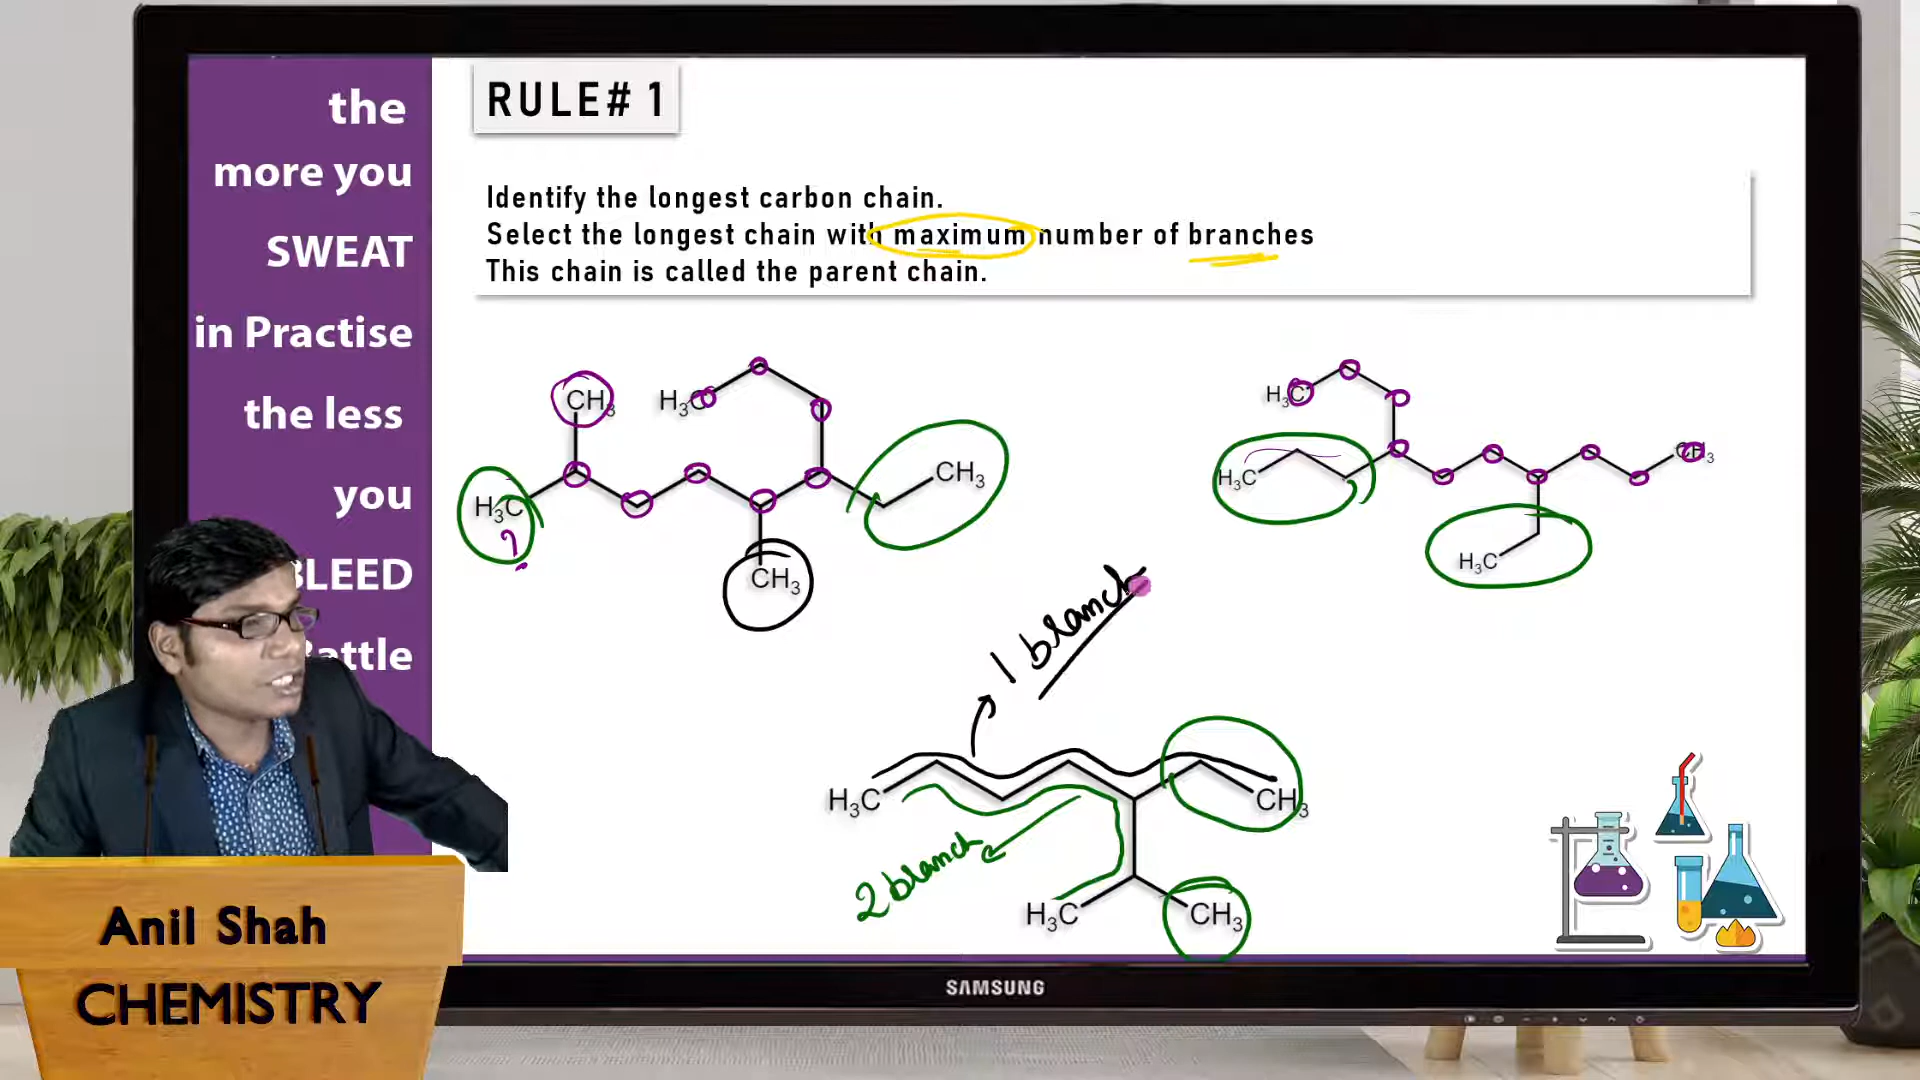 the
more you
SWEAT
in Practise
the less
you
BLEED
Battle
RULE# 1
Identify the longest carbon chain.
Select the longest chain with maximum number of branches
This chain is called the parent chain.
CH3
H3C
CH3
H3C
?
CH3
H3C
CH3
H3C
H3C
1 branch
H3C
CH3
2 branch
H3C
CH3
SAMSUNG
Anil Shah
CHEMISTRY